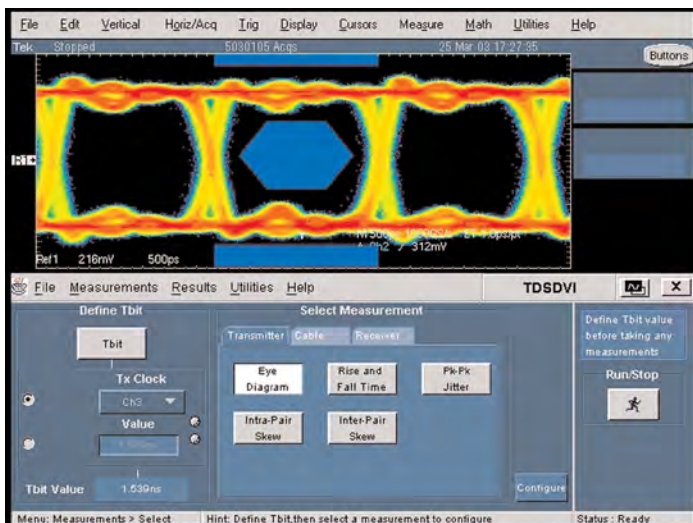 File Edit Vertical Horiz/Acq Trig Display Cursors Measure Math Utilities Help
Tek Stopped 5030105 Acqs 25 Mar 03 17:27:35
Buttons
R1
Ref1 216mV 500ps
312mV
File Measurements Results Utilities Help TDSDVI X
Define Tbit
Tbit
Tx Clock
Ch3
Value
Tbit Value 1.539ns
Select Measurement
Transmitter Cable Receiver
Eye
Diagram
Rise and
Fall Time
Pk-Pk
Jitter
Intra-Pair
Skew
Inter-Pair
Skew
Configure
Define Tbit value
before taking any
measurements
Run/Stop
Menu: Measurements > Select Hint: Define Tbit,then select a measurement to configure Status : Ready